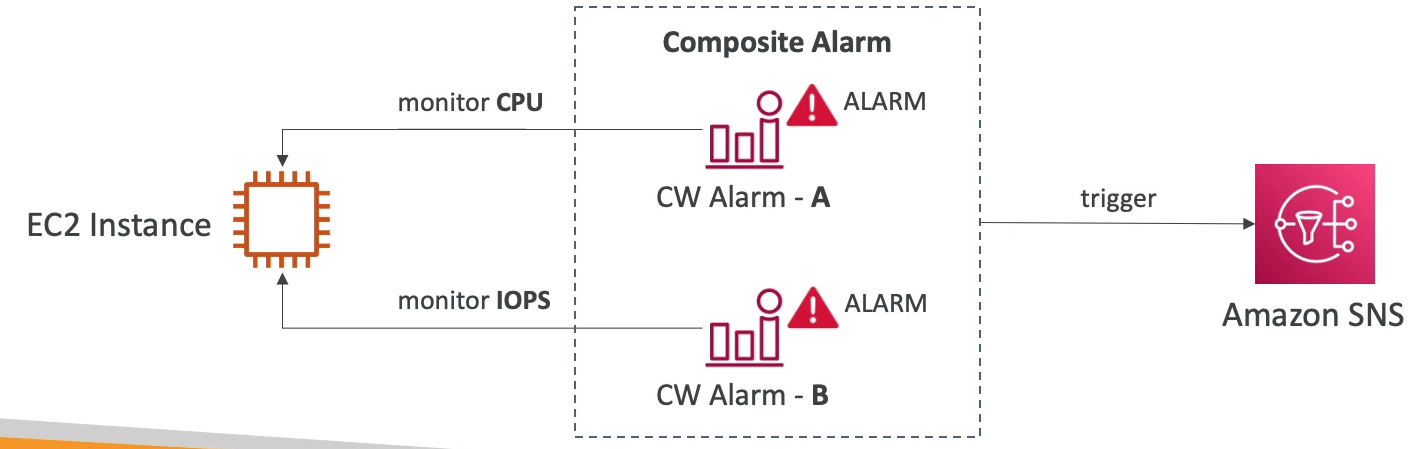 Composite Alarm
monitor CPU
ALARM
CW Alarm - A
EC2 Instance
trigger
monitor IOPS
ALARM
Amazon SNS
CW Alarm - B